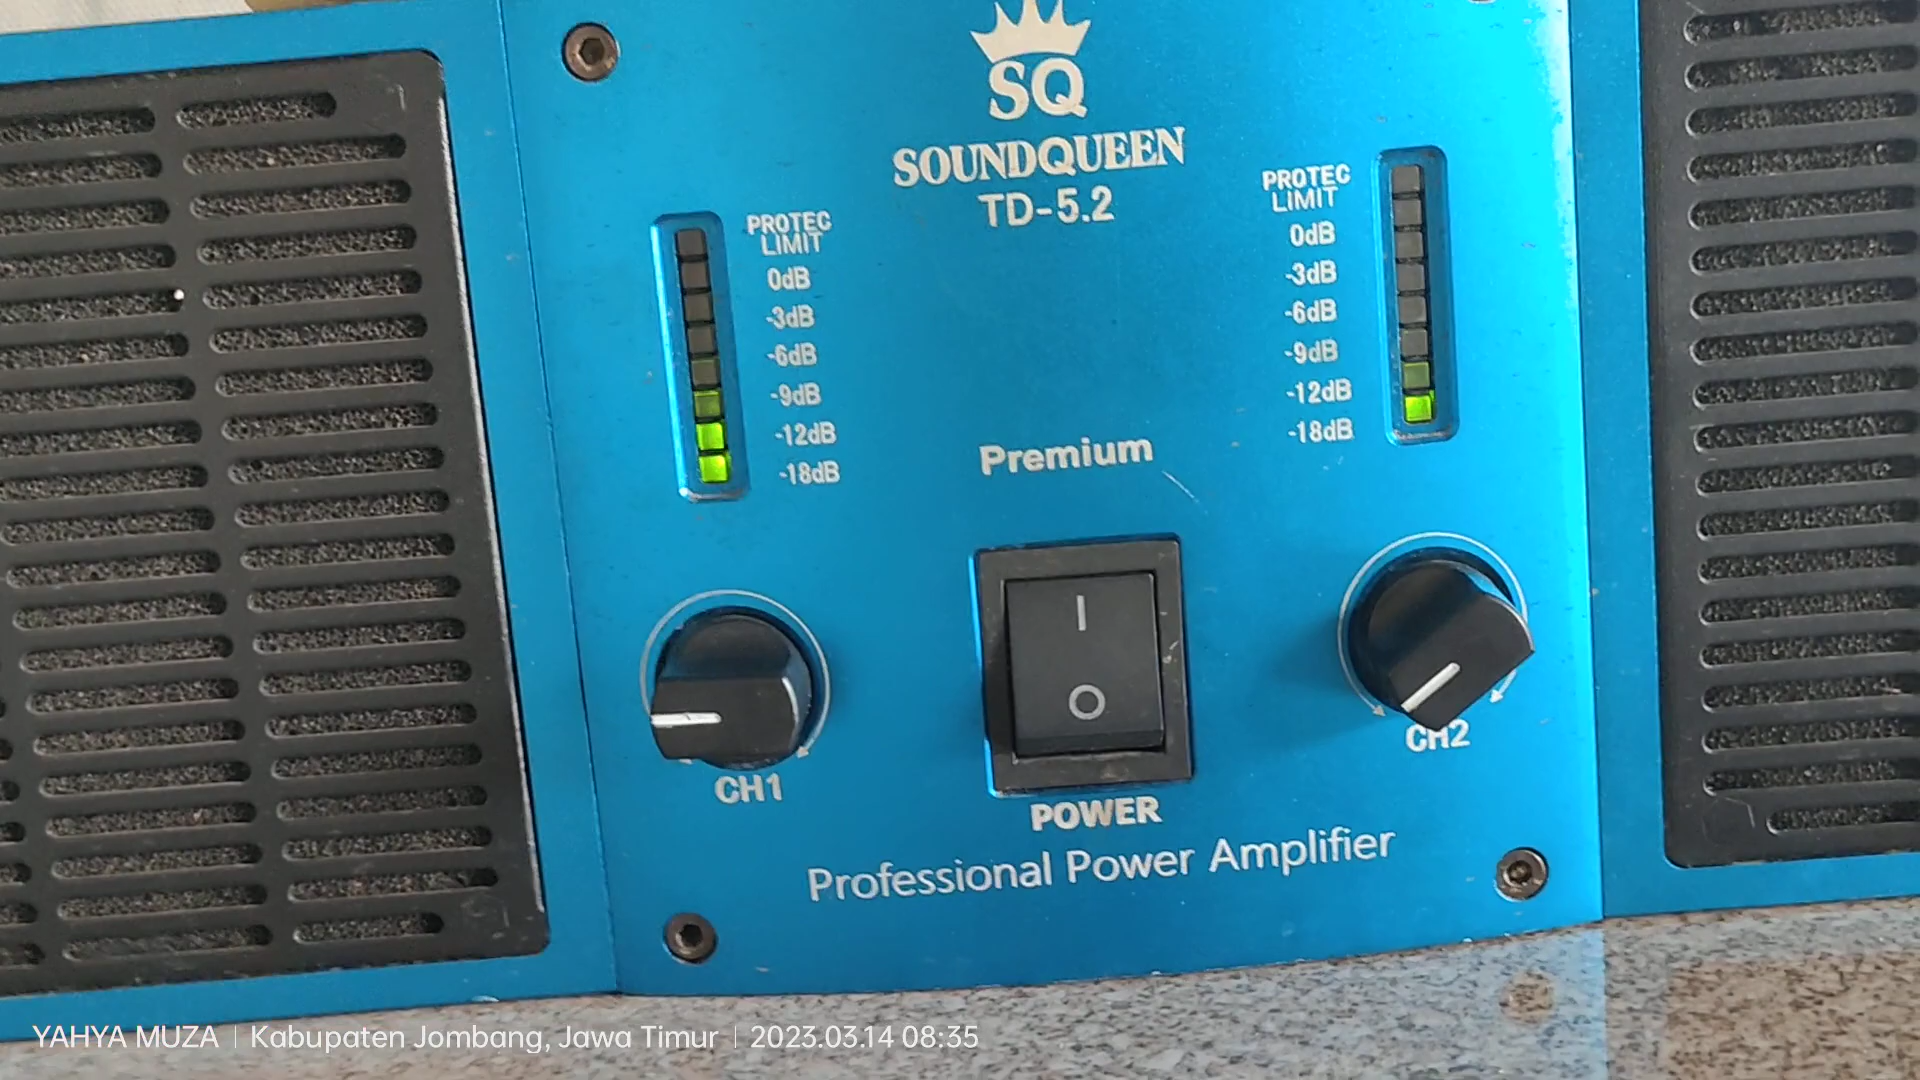 SQ
SOUNDQUEEN
TD-5.2
PROTEC
LIMIT
0dB
-3dB
-6dB
-9dB
-12dB
-18dB
PROTEC
LIMIT
0dB
-3dB
-6dB
-9dB
-12dB
-18dB
Premium
I
O
CH1
CH2
POWER
Professional Power Amplifier
YAHYA MUZA | Kabupaten Jombang, Jawa Timur | 2023.03.14 08:35